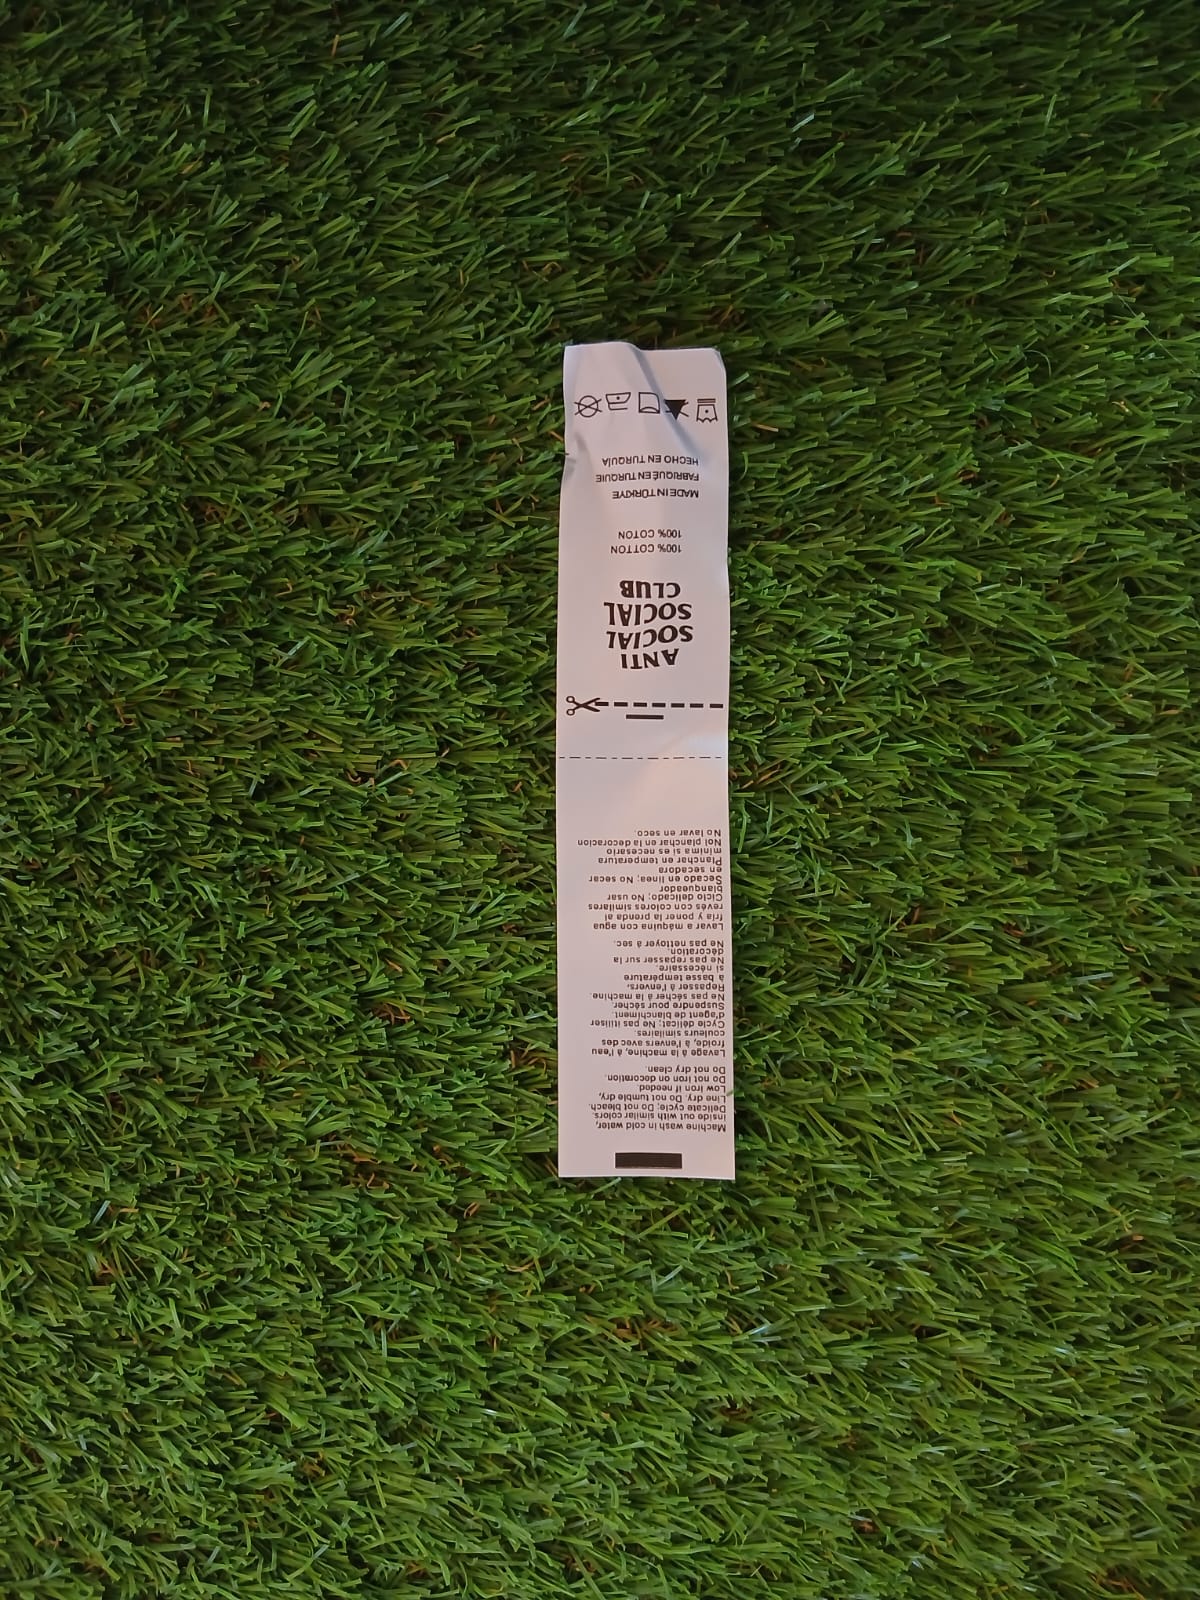 Machine wash in cold water,
inside out with similar colors.
Delicate cycle; Do not bleach.
Line dry. Do not tumble dry,
Low iron if needed.
Do not iron on decoration.
Do not dry clean.
Lavage á la machine, á l'eau
froide, à l'envers avec des
couleurs similaires.
Cycle délicat; Ne pas itiliser
d'agent de blanchiment.
Suspendre pour sécher.
Ne pas sécher á la machine.
Repasser á l'envers,
à basse température
si nécessaire.
Ne pas repasser sur la
décoration.
Ne pas nettoyer á sec.
Lavar a máquina con agua
fría y poner la prenda al
revés con colores similares
Ciclo delicado; No usar
blanqueador
Secado en linea; No secar
en secadora
Planchar en temperatura
mínima si es necesario
Nol planchar en la decoracion
No lavar en seco.
ANTI
SOCIAL
SOCIAL
CLUB
100% COTTON
100% COTON
MADE IN TÜRKIYE
FABRIQUÉ EN TURQUIE
HECHO EN TURQUÍA